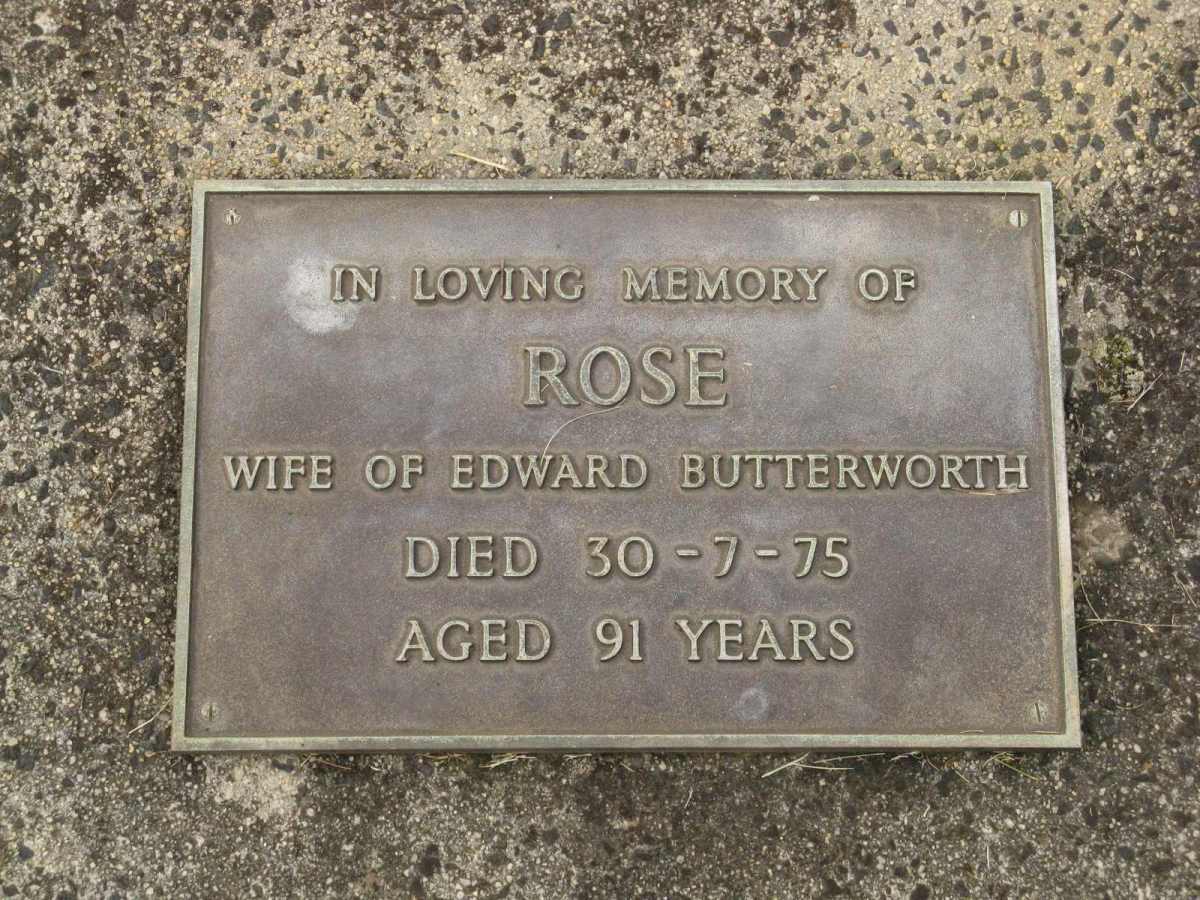 IN LOVING MEMORY OF
ROSE
WIFE OF EDWARD BUTTERWORTH
DIED 30-7-75
AGED 91 YEARS